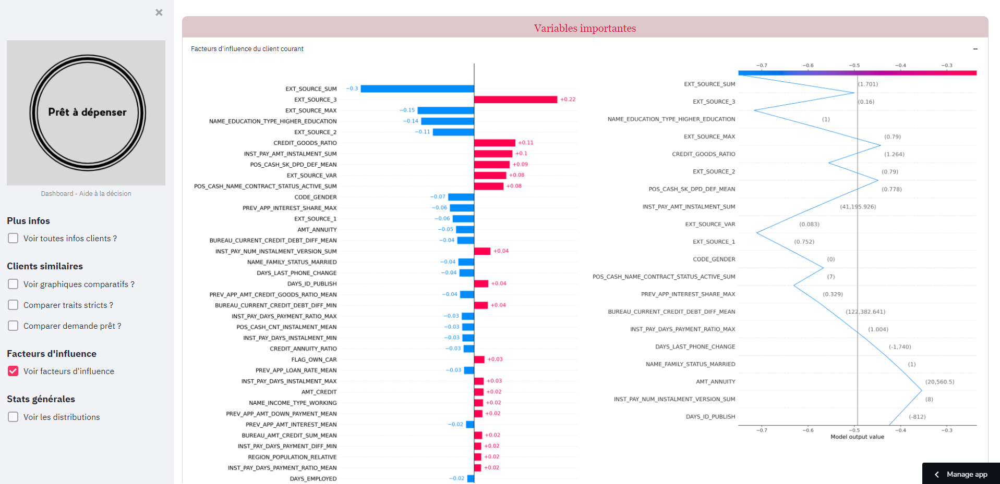 ×
Prêt à dépenser
Dashboard - Aide à la décision
Plus infos
Voir toutes infos clients ?
Clients similaires
Voir graphiques comparatifs ?
Comparer traits stricts ?
Comparer demande prêt ?
Facteurs d'influence
Voir facteurs d'influence
Stats générales
Voir les distributions
Variables importantes
Facteurs d'influence du client courant
EXT_SOURCE_SUM −0.3
EXT_SOURCE_3 +0.22
EXT_SOURCE_MAX −0.15
NAME_EDUCATION_TYPE_HIGHER_EDUCATION −0.14
EXT_SOURCE_2 −0.11
CREDIT_GOODS_RATIO +0.11
INST_PAY_AMT_INSTALMENT_SUM +0.1
POS_CASH_SK_DPD_DEF_MEAN +0.09
EXT_SOURCE_VAR +0.08
POS_CASH_NAME_CONTRACT_STATUS_ACTIVE_SUM +0.08
CODE_GENDER −0.07
PREV_APP_INTEREST_SHARE_MAX −0.06
EXT_SOURCE_1 −0.06
AMT_ANNUITY −0.05
BUREAU_CURRENT_CREDIT_DEBT_DIFF_MEAN −0.04
INST_PAY_NUM_INSTALMENT_VERSION_SUM +0.04
NAME_FAMILY_STATUS_MARRIED −0.04
DAYS_LAST_PHONE_CHANGE −0.04
DAYS_ID_PUBLISH +0.04
PREV_APP_AMT_CREDIT_GOODS_RATIO_MEAN −0.04
BUREAU_CURRENT_CREDIT_DEBT_DIFF_MIN +0.04
INST_PAY_DAYS_PAYMENT_RATIO_MAX −0.03
POS_CASH_CNT_INSTALMENT_MEAN −0.03
INST_PAY_DAYS_INSTALMENT_MIN −0.03
CREDIT_ANNUITY_RATIO −0.03
FLAG_OWN_CAR +0.03
PREV_APP_LOAN_RATE_MEAN −0.03
INST_PAY_DAYS_INSTALMENT_MAX +0.03
AMT_CREDIT +0.02
NAME_INCOME_TYPE_WORKING +0.02
PREV_APP_AMT_DOWN_PAYMENT_MEAN +0.02
PREV_APP_AMT_INTEREST_MEAN −0.02
BUREAU_AMT_CREDIT_SUM_MEAN +0.02
INST_PAY_DAYS_PAYMENT_DIFF_MIN +0.02
REGION_POPULATION_RELATIVE +0.02
INST_PAY_DAYS_PAYMENT_RATIO_MEAN +0.02
DAYS_EMPLOYED −0.02
−0.7 −0.6 −0.5 −0.4 −0.3
EXT_SOURCE_SUM (1.701)
EXT_SOURCE_3 (0.16)
NAME_EDUCATION_TYPE_HIGHER_EDUCATION (1)
EXT_SOURCE_MAX (0.79)
CREDIT_GOODS_RATIO (1.264)
EXT_SOURCE_2 (0.79)
POS_CASH_SK_DPD_DEF_MEAN (0.778)
INST_PAY_AMT_INSTALMENT_SUM (41,195.926)
EXT_SOURCE_VAR (0.083)
EXT_SOURCE_1 (0.752)
CODE_GENDER (0)
POS_CASH_NAME_CONTRACT_STATUS_ACTIVE_SUM (7)
PREV_APP_INTEREST_SHARE_MAX (0.329)
BUREAU_CURRENT_CREDIT_DEBT_DIFF_MEAN (122,382.641)
INST_PAY_DAYS_PAYMENT_RATIO_MAX (1.004)
DAYS_LAST_PHONE_CHANGE (-1,740)
NAME_FAMILY_STATUS_MARRIED (1)
AMT_ANNUITY (20,560.5)
INST_PAY_NUM_INSTALMENT_VERSION_SUM (8)
DAYS_ID_PUBLISH (-812)
−0.7 −0.6 −0.5 −0.4 −0.3
Model output value
Manage app